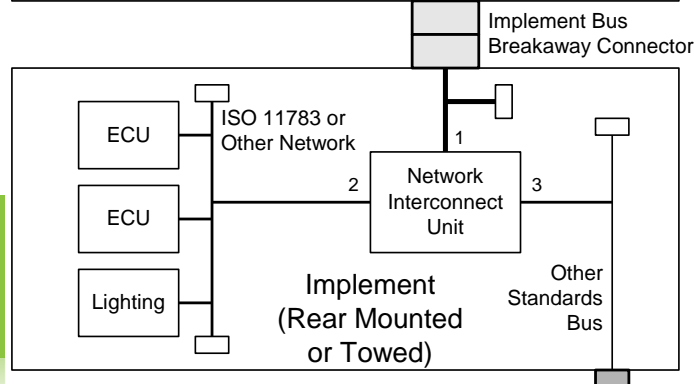 Implement Bus
Breakaway Connector
ISO 11783 or
Other Network
ECU
1
2
Network
Interconnect
Unit
3
ECU
Lighting
Implement
(Rear Mounted
or Towed)
Other
Standards
Bus